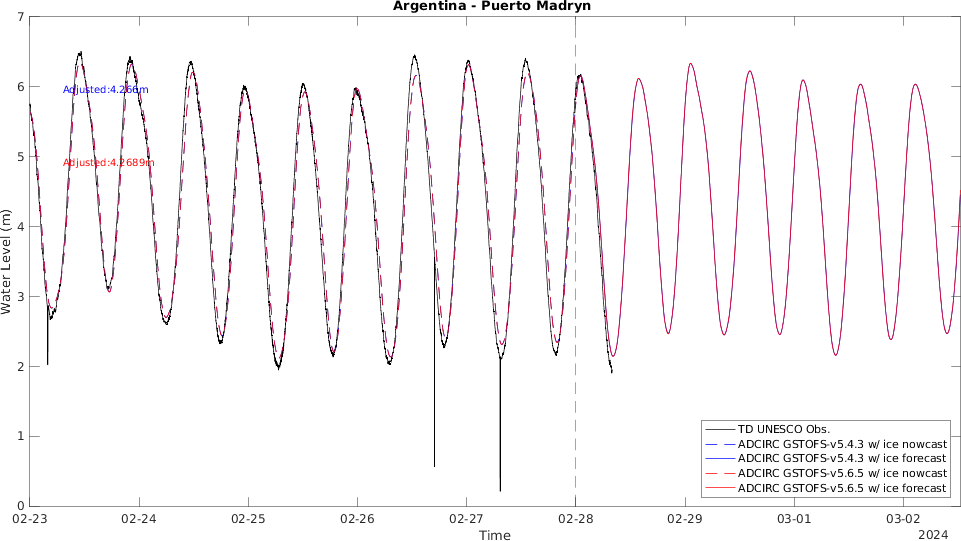 Argentina - Puerto Madryn
7
6
5
4
3
2
1
0
Water Level (m)
Adjusted:4.266m
Adjusted:4.2689m
TD UNESCO Obs.
ADCIRC GSTOFS-v5.4.3 w/ ice nowcast
ADCIRC GSTOFS-v5.4.3 w/ ice forecast
ADCIRC GSTOFS-v5.6.5 w/ ice nowcast
ADCIRC GSTOFS-v5.6.5 w/ ice forecast
02-23 02-24 02-25 02-26 02-27 02-28 02-29 03-01 03-02
Time
2024